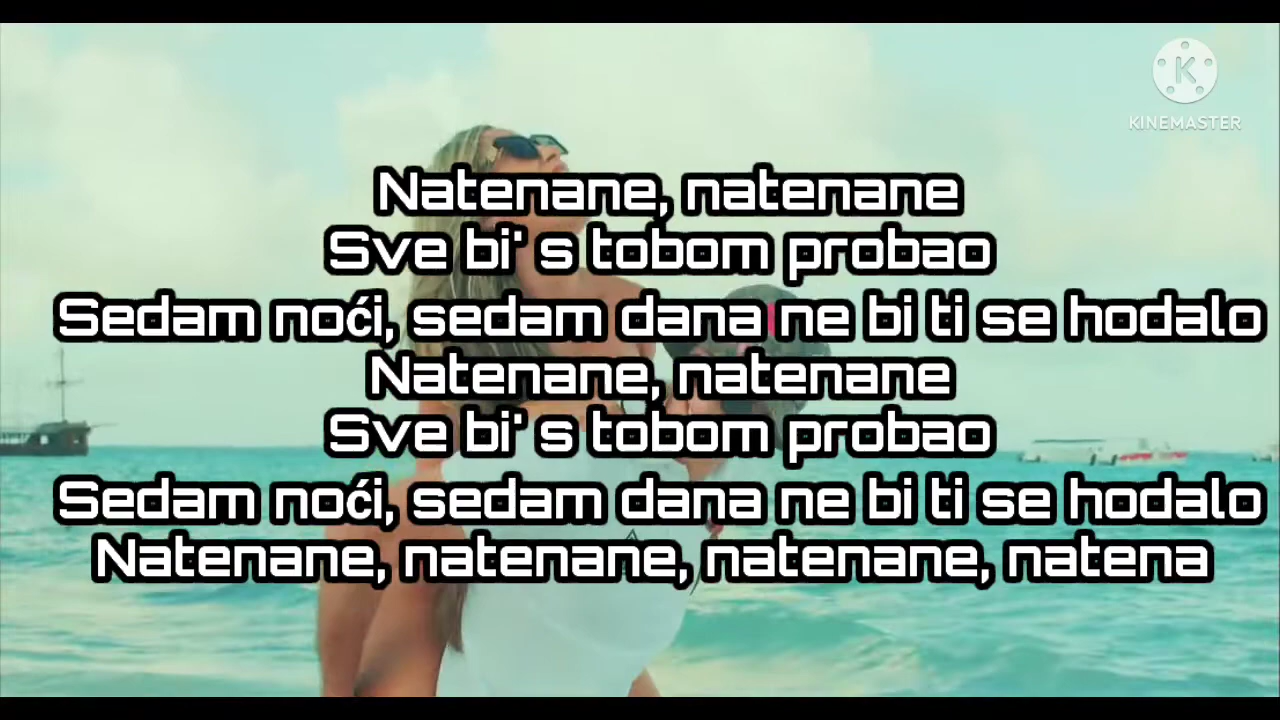 KINEMASTER
Natenane, natenane
Sve bi' s tobom probao
Sedam noći, sedam dana ne bi ti se hodalo
Natenane, natenane
Sve bi' s tobom probao
Sedam noći, sedam dana ne bi ti se hodalo
Natenane, natenane, natenane, natena